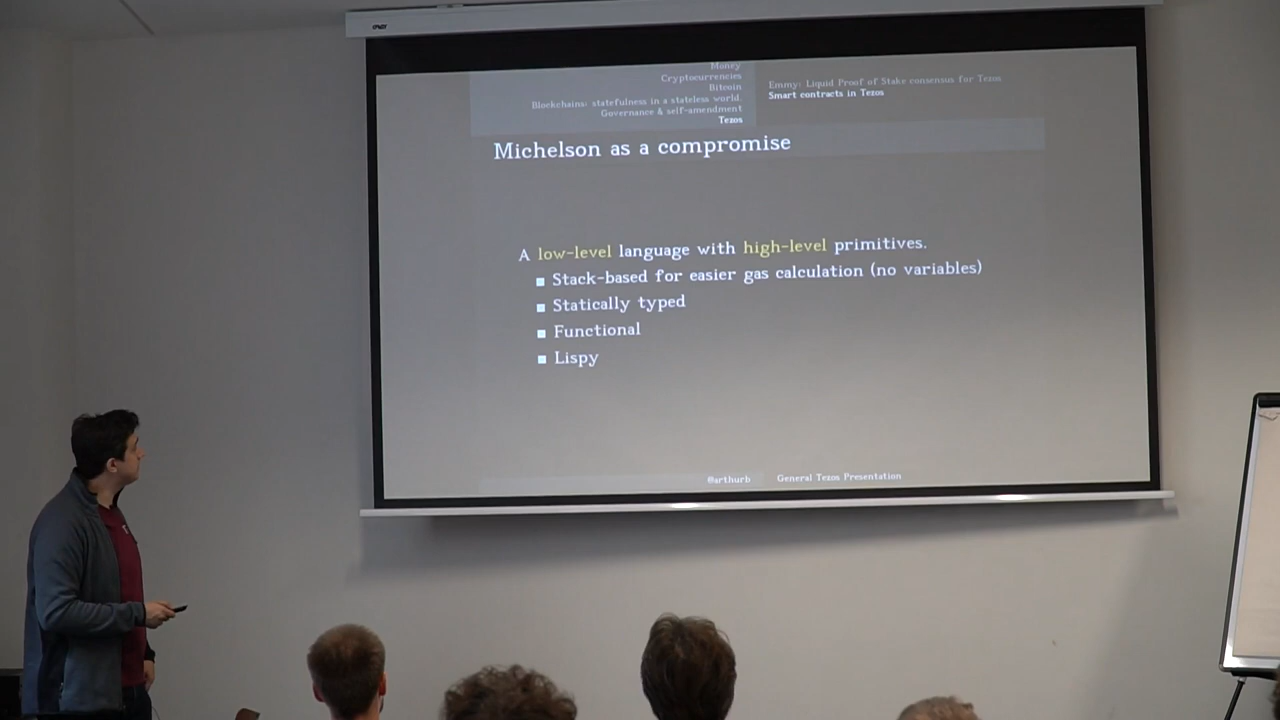 Money
Cryptocurrencies
Bitcoin
Blockchains: statefulness in a stateless world.
Governance & self-amendment
Tezos
Emmy: Liquid Proof of Stake consensus for Tezos
Smart contracts in Tezos
Michelson as a compromise
A low-level language with high-level primitives.
Stack-based for easier gas calculation (no variables)
Statically typed
Functional
Lispy
@arthurb
General Tezos Presentation